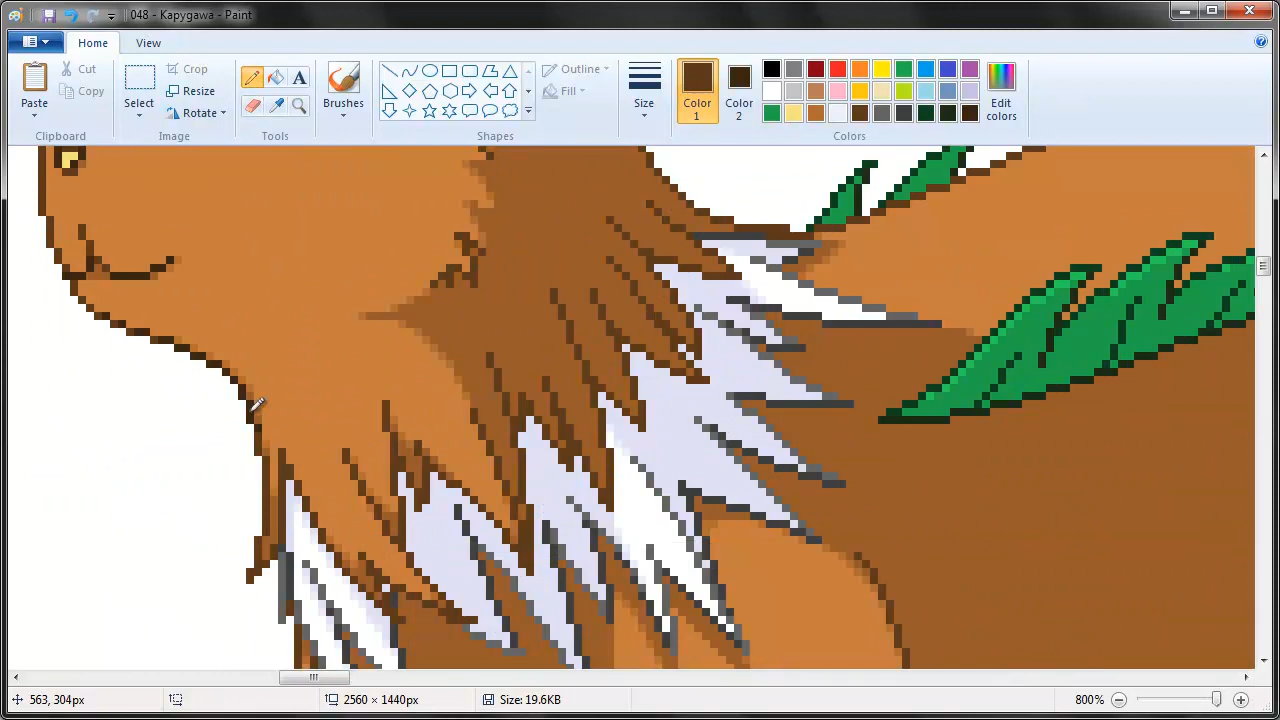 048 - Kapygawa - Paint
Home View
Paste
Cut
Copy
Clipboard
Select
Crop
Resize
Rotate
Image
A
Tools
Brushes
Outline
Fill
Shapes
Size
Color 1
Color 2
Edit colors
Colors
563, 304px
2560 × 1440px
Size: 19.6KB
800%